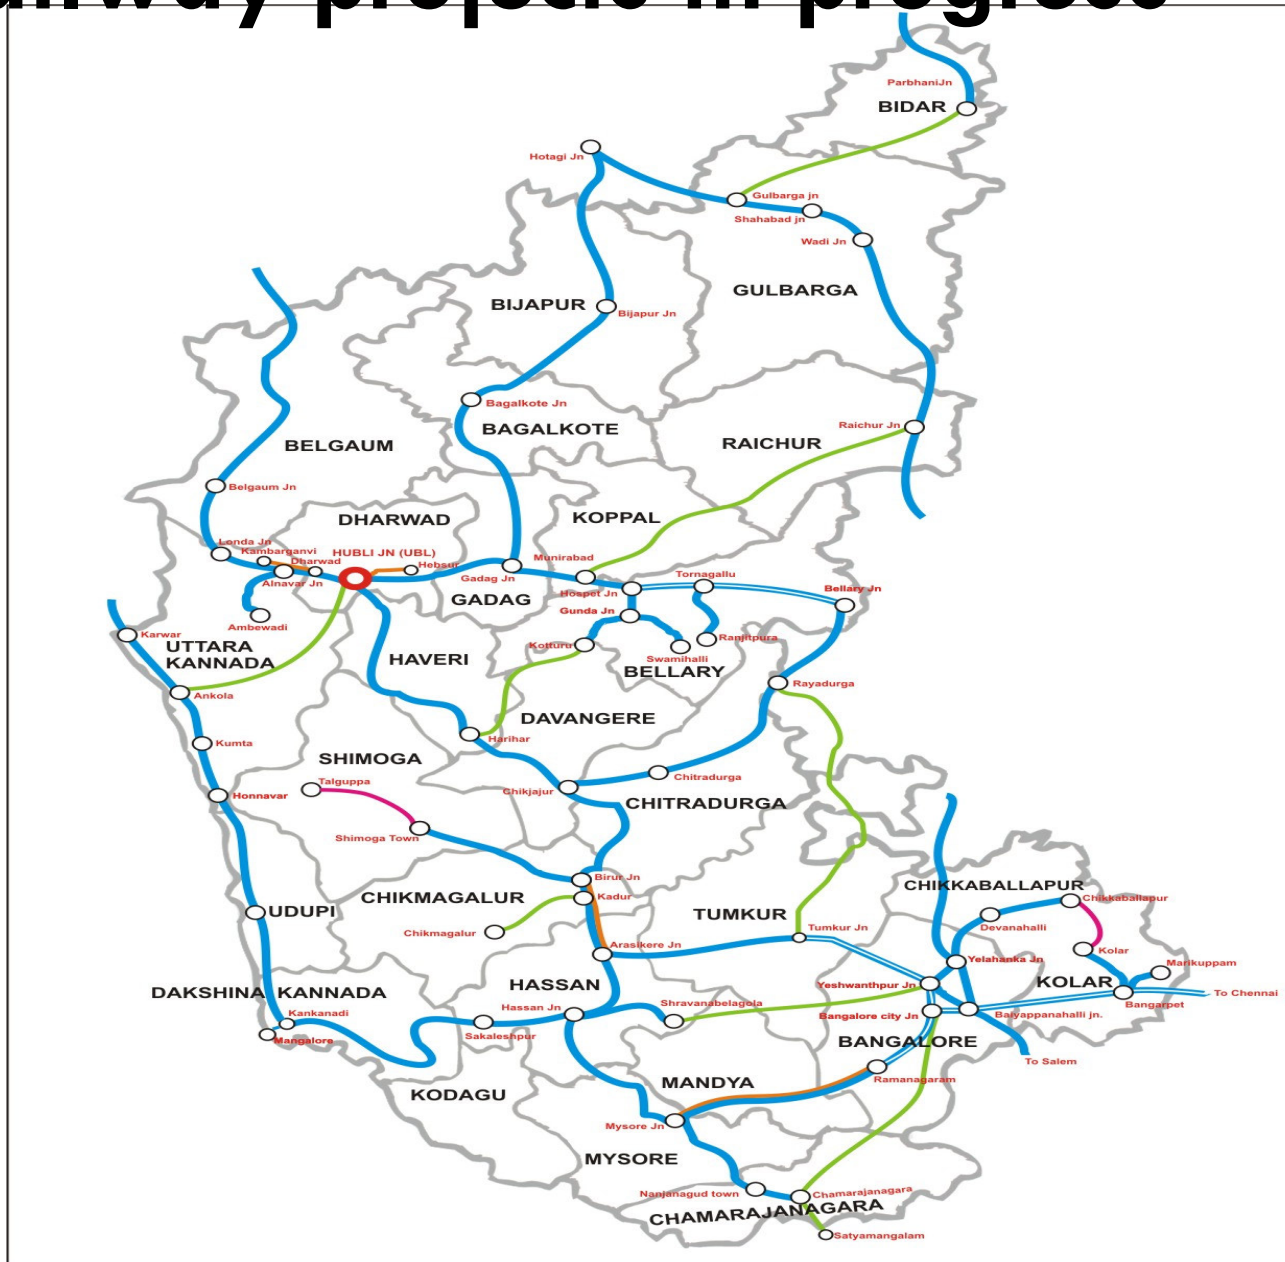 railway projects in progress
ParbhaniJn
BIDAR
Hotagi Jn
Gulbarga jn
Shahabad jn
Wadi Jn
GULBARGA
BIJAPUR
Bijapur Jn
Bagalkote Jn
BAGALKOTE
Raichur Jn
RAICHUR
BELGAUM
Belgaum Jn
DHARWAD
KOPPAL
Londa Jn
Kambarganvi
HUBLI JN (UBL)
Dharwad
Hebsur
Munirabad
Alnavar Jn
Gadag Jn
Tornagallu
Hospet Jn
Bellary Jn
GADAG
Gunda Jn
Ambewadi
Karwar
Ranjitpura
UTTARA
KANNADA
Kotturu
HAVERI
Swamihalli
BELLARY
Rayadurga
Ankola
DAVANGERE
Harihar
Kumta
SHIMOGA
Talguppa
Chitradurga
Honnavar
Chikjajur
CHITRADURGA
Shimoga Town
Birur Jn
CHIKMAGALUR
Kadur
CHIKKABALLAPUR
Chikkaballapur
UDUPI
TUMKUR
Devanahalli
Chikmagalur
Tumkur Jn
Arasikere Jn
Kolar
Yelahanka Jn
Marikuppam
HASSAN
KOLAR
Yeshwanthpur Jn
DAKSHINA KANNADA
To Chennai
Hassan Jn
Shravanabelagola
Bangarpet
Kankanadi
Bangalore city Jn
Baiyappanahalli jn.
Sakaleshpur
Mangalore
BANGALORE
To Salem
Ramanagaram
MANDYA
KODAGU
Mysore Jn
MYSORE
Nanjanagud town
Chamarajanagara
CHAMARAJANAGARA
Satyamangalam